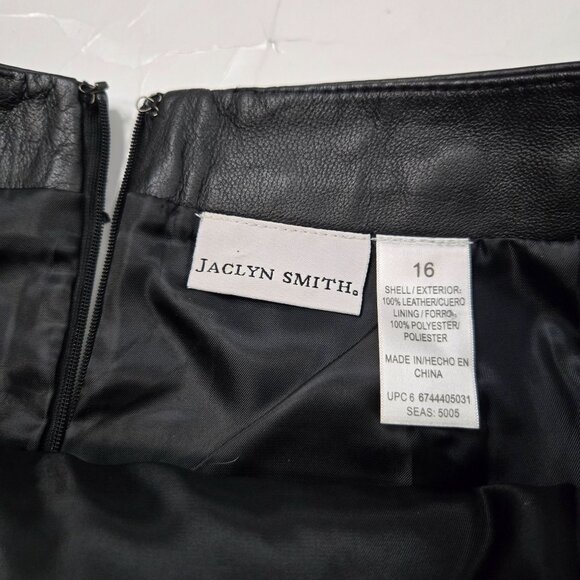 JACLYN SMITH®
16
SHELL/EXTERIOR:
100% LEATHER/CUERO
LINING/FORRO:
100% POLYESTER/
POLIESTER
MADE IN/HECHO EN
CHINA
UPC 6 6744405031
SEAS: 5005